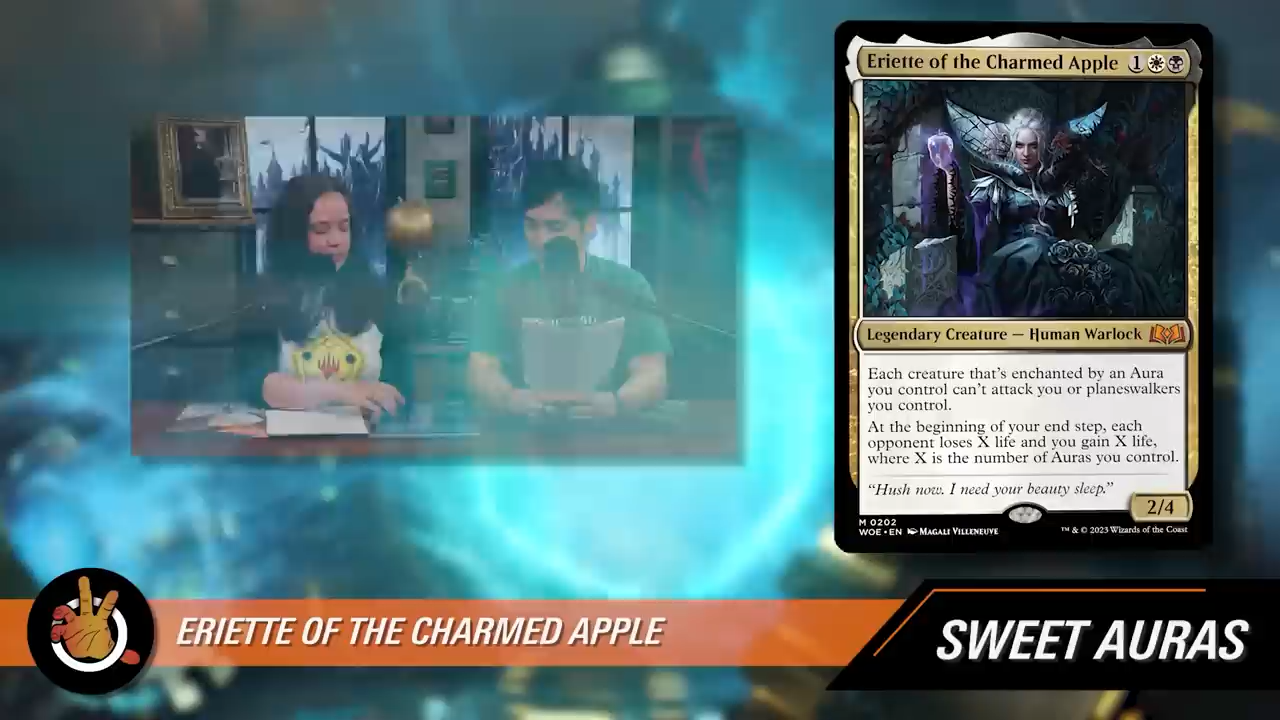 Eriette of the Charmed Apple 1
Legendary Creature — Human Warlock
Each creature that's enchanted by an Aura
you control can't attack you or planeswalkers
you control.
At the beginning of your end step, each
opponent loses X life and you gain X life,
where X is the number of Auras you control.
“Hush now. I need your beauty sleep.”
2/4
M 0202
WOE • EN MAGALI VILLENEUVE
™ & © 2023 Wizards of the Coast
ERIETTE OF THE CHARMED APPLE
SWEET AURAS